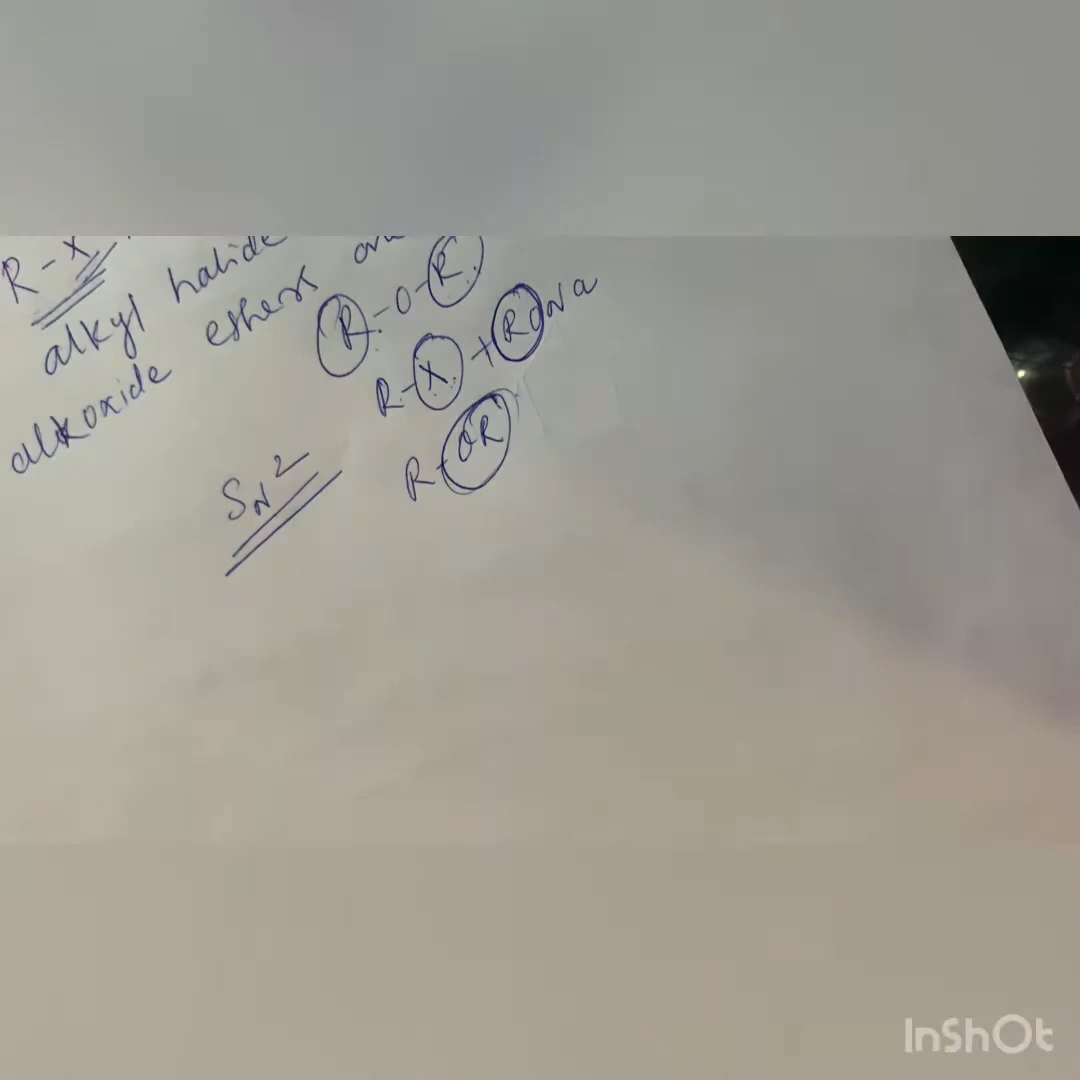 R-X
alkyl halide
alkoxide ethers
R-O-R
R-X + RONa
R-OR
SN2
InShOt